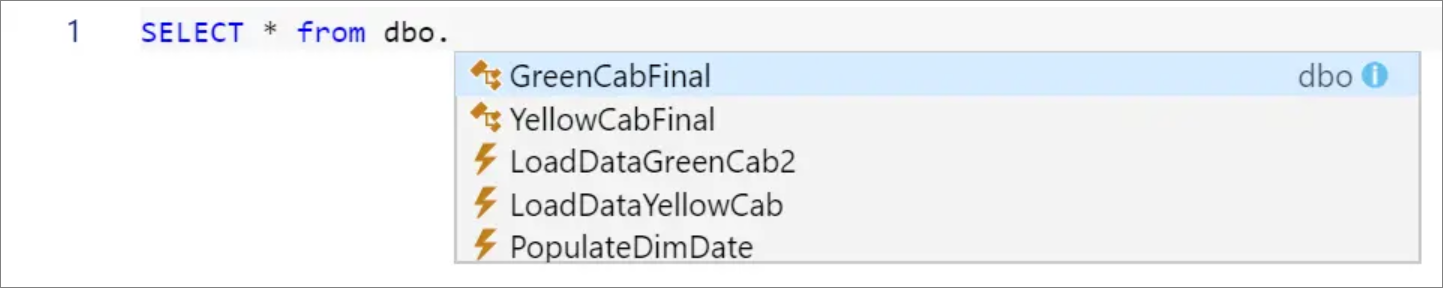 1 SELECT * from dbo.
GreenCabFinal dbo
YellowCabFinal
LoadDataGreenCab2
LoadDataYellowCab
PopulateDimDate